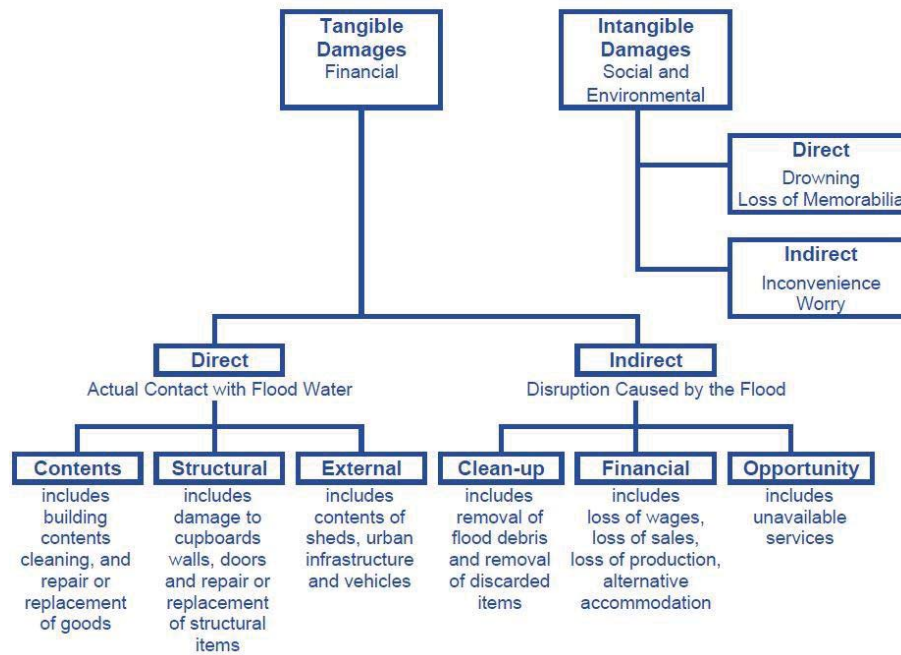 Tangible
Damages
Financial
Intangible
Damages
Social and
Environmental
Direct
Drowning
Loss of Memorabilia
Indirect
Inconvenience
Worry
Direct
Actual Contact with Flood Water
Indirect
Disruption Caused by the Flood
Contents
includes
building
contents
cleaning, and
repair or
replacement
of goods
Structural
includes
damage to
cupboards
walls, doors
and repair or
replacement
of structural
items
External
includes
contents of
sheds, urban
infrastructure
and vehicles
Clean-up
includes
removal of
flood debris
and removal
of discarded
items
Financial
includes
loss of wages,
loss of sales,
loss of production,
alternative
accommodation
Opportunity
includes
unavailable
services